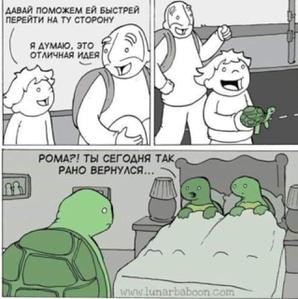 ДАВАЙ ПОМОЖЕМ ЕЙ БЫСТРЕЙ
ПЕРЕЙТИ НА ТУ СТОРОНУ
Я ДУМАЮ, ЭТО
ОТЛИЧНАЯ ИДЕЯ
РОМА?! ТЫ СЕГОДНЯ ТАК
РАНО ВЕРНУЛСЯ...
www.lunarbaboon.com